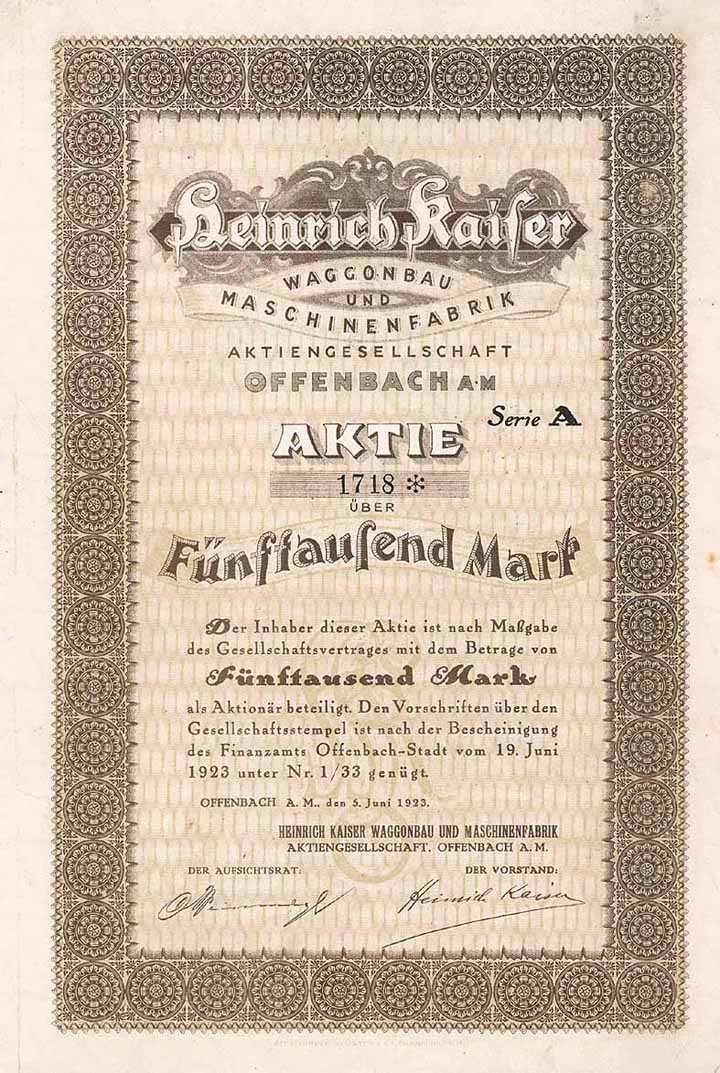 Heinrich Kaiser
WAGGONBAU
UND
MASCHINENFABRIK
AKTIENGESELLSCHAFT
OFFENBACH A·M
Serie A
AKTIE
1718 *
ÜBER
Fünftausend Mark
Der Inhaber dieser Aktie ist nach Maßgabe
des Gesellschaftsvertrages mit dem Betrage von
Fünftausend Mark
als Aktionär beteiligt. Den Vorschriften über den
Gesellschaftsstempel ist nach der Bescheinigung
des Finanzamts Offenbach-Stadt vom 19. Juni
1923 unter Nr. 1/33 genügt.
OFFENBACH A. M.. den 5. Juni 1923.
HEINRICH KAISER WAGGONBAU UND MASCHINENFABRIK
AKTIENGESELLSCHAFT. OFFENBACH A. M.
DER AUFSICHTSRAT: DER VORSTAND:
Heinrich Kaiser